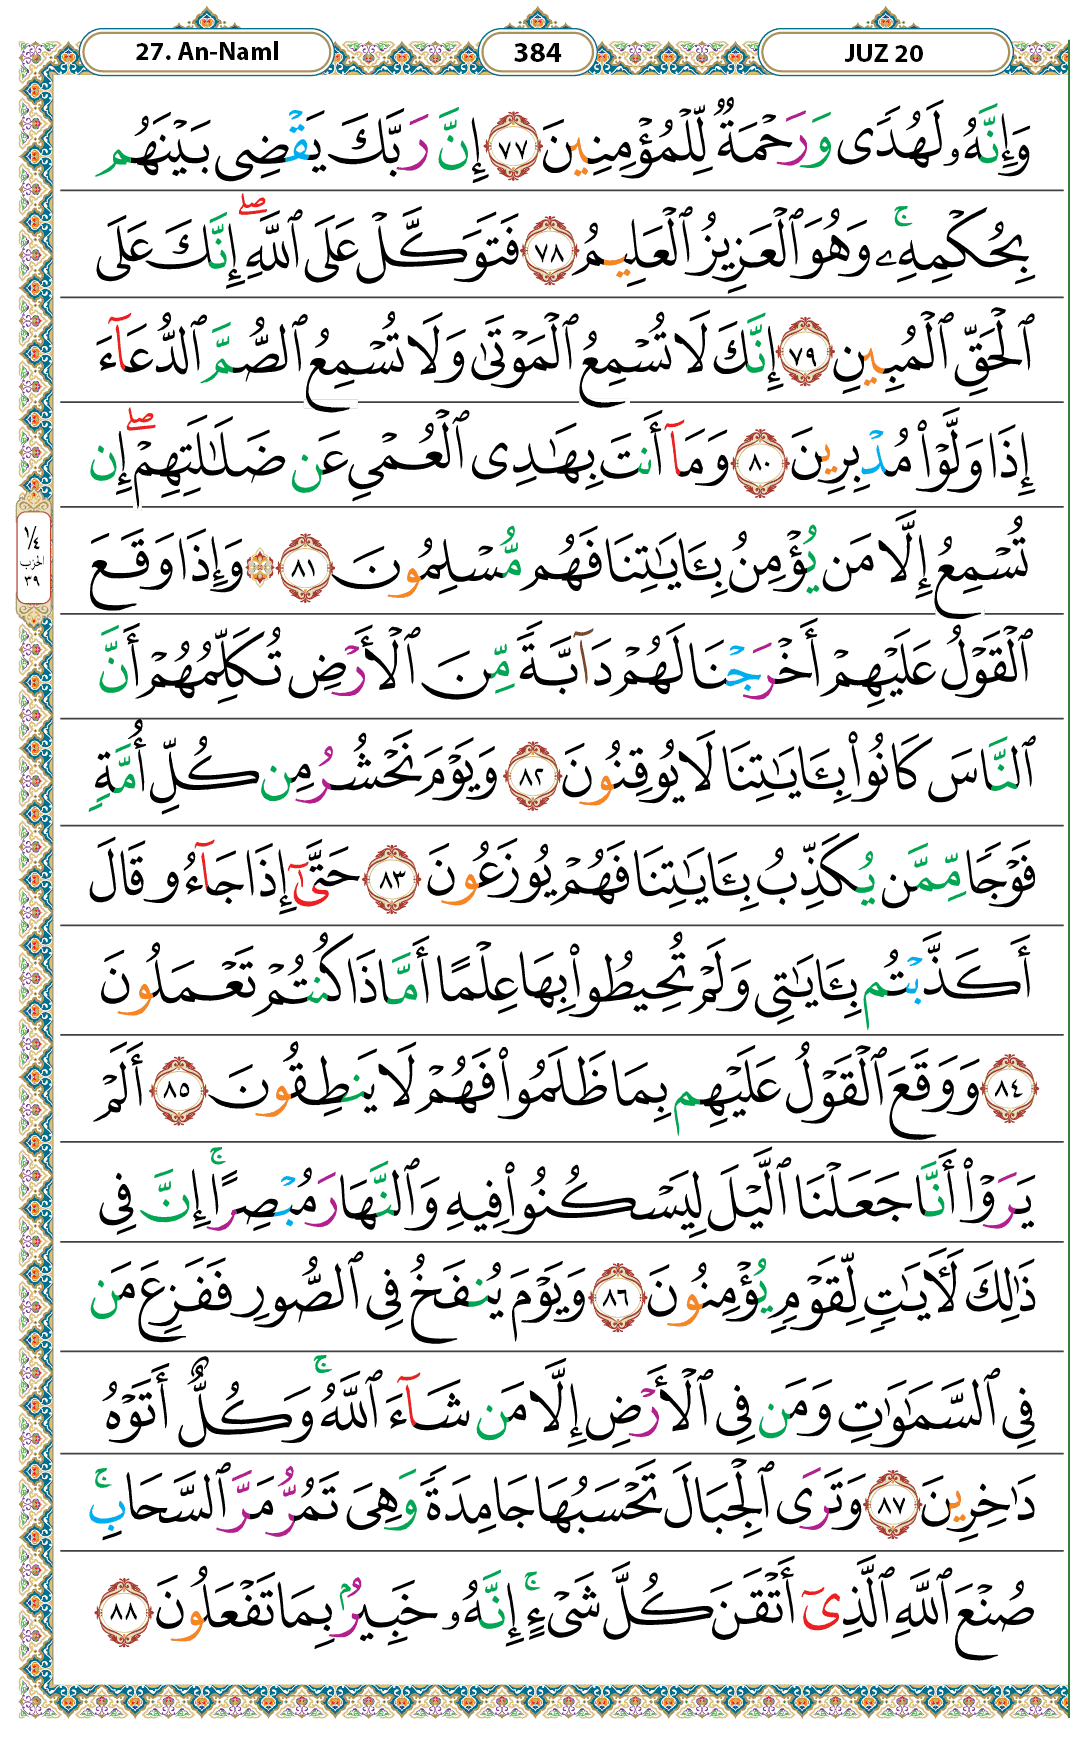 27. An-Naml 384 JUZ 20
وَإِنَّهُۥ لَهُدًى وَرَحْمَةٌ لِّلْمُؤْمِنِينَ ٧٧ إِنَّ رَبَّكَ يَقْضِى بَيْنَهُم
بِحُكْمِهِۦۚ وَهُوَ ٱلْعَزِيزُ ٱلْعَلِيمُ ٧٨ فَتَوَكَّلْ عَلَى ٱللَّهِۖ إِنَّكَ عَلَى
ٱلْحَقِّ ٱلْمُبِينِ ٧٩ إِنَّكَ لَا تُسْمِعُ ٱلْمَوْتَىٰ وَلَا تُسْمِعُ ٱلصُّمَّ ٱلدُّعَآءَ
إِذَا وَلَّوْا۟ مُدْبِرِينَ ٨٠ وَمَآ أَنتَ بِهَـٰدِى ٱلْعُمْىِ عَن ضَلَـٰلَتِهِمْۖ إِن
تُسْمِعُ إِلَّا مَن يُؤْمِنُ بِـَٔايَـٰتِنَا فَهُم مُّسْلِمُونَ ٨١ ۞ وَإِذَا وَقَعَ
١/٤
الحزب
٣٩
ٱلْقَوْلُ عَلَيْهِمْ أَخْرَجْنَا لَهُمْ دَآبَّةً مِّنَ ٱلْأَرْضِ تُكَلِّمُهُمْ أَنَّ
ٱلنَّاسَ كَانُوا۟ بِـَٔايَـٰتِنَا لَا يُوقِنُونَ ٨٢ وَيَوْمَ نَحْشُرُ مِن كُلِّ أُمَّةٍ
فَوْجًا مِّمَّن يُكَذِّبُ بِـَٔايَـٰتِنَا فَهُمْ يُوزَعُونَ ٨٣ حَتَّىٰٓ إِذَا جَآءُو قَالَ
أَكَذَّبْتُم بِـَٔايَـٰتِى وَلَمْ تُحِيطُوا۟ بِهَا عِلْمًا أَمَّاذَا كُنتُمْ تَعْمَلُونَ
٨٤ وَوَقَعَ ٱلْقَوْلُ عَلَيْهِم بِمَا ظَلَمُوا۟ فَهُمْ لَا يَنطِقُونَ ٨٥ أَلَمْ
يَرَوْا۟ أَنَّا جَعَلْنَا ٱلَّيْلَ لِيَسْكُنُوا۟ فِيهِ وَٱلنَّهَارَ مُبْصِرًاۚ إِنَّ فِى
ذَٰلِكَ لَـَٔايَـٰتٍ لِّقَوْمٍ يُؤْمِنُونَ ٨٦ وَيَوْمَ يُنفَخُ فِى ٱلصُّورِ فَفَزِعَ مَن
فِى ٱلسَّمَـٰوَٰتِ وَمَن فِى ٱلْأَرْضِ إِلَّا مَن شَآءَ ٱللَّهُۚ وَكُلٌّ أَتَوْهُ
دَٰخِرِينَ ٨٧ وَتَرَى ٱلْجِبَالَ تَحْسَبُهَا جَامِدَةً وَهِىَ تَمُرُّ مَرَّ ٱلسَّحَابِۚ
صُنْعَ ٱللَّهِ ٱلَّذِىٓ أَتْقَنَ كُلَّ شَىْءٍۚ إِنَّهُۥ خَبِيرٌۢ بِمَا تَفْعَلُونَ ٨٨